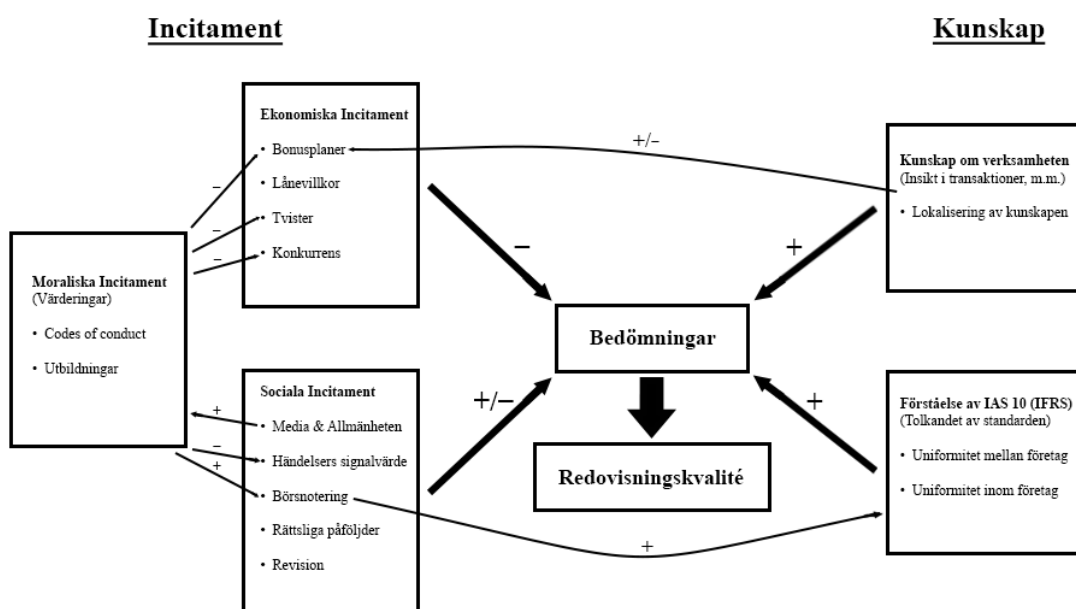 Incitament
Kunskap
Ekonomiska Incitament
• Bonusplaner
• Lånevillkor
• Tvister
• Konkurrens
+/-
Kunskap om verksamheten
(Insikt i transaktioner, m.m.)
• Lokalisering av kunskapen
–
–
–
–
+
Moraliska Incitament
(Värderingar)
• Codes of conduct
• Utbildningar
Bedömningar
Sociala Incitament
• Media & Allmänheten
• Händelsers signalvärde
• Börsnotering
• Rättsliga påföljder
• Revision
+
–
+
+/–
+
Förståelse av IAS 10 (IFRS)
(Tolkandet av standarden)
• Uniformitet mellan företag
• Uniformitet inom företag
Redovisningskvalité
+